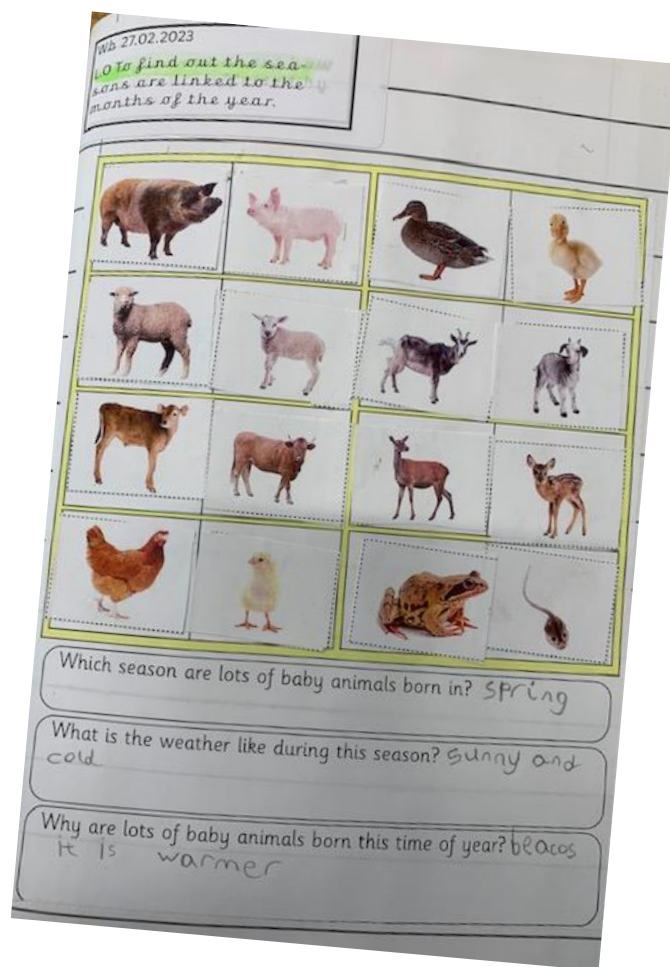 Wb 27.02.2023
L.O To find out the sea-
sons are linked to the
months of the year.
Which season are lots of baby animals born in? spring
What is the weather like during this season? sunny and
cold
Why are lots of baby animals born this time of year? beacos
it is warmer